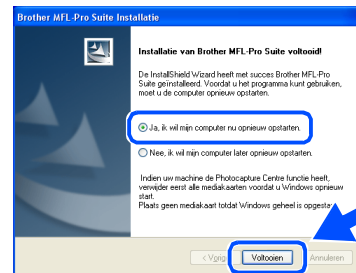 Brother MFL-Pro Suite Installatie
Installatie van Brother MFL-Pro Suite voltooid!
De InstallShield Wizard heeft met succes Brother MFL-Pro
Suite geïnstalleerd. Voordat u het programma kunt gebruiken,
moet u de computer opnieuw opstarten.
Ja, ik wil mijn computer nu opnieuw opstarten.
Nee, ik wil mijn computer later opnieuw opstarten.
Indien uw machine de Photocapture Centre functie heeft,
verwijder eerst alle mediakaarten voordat u Windows opnieuw
start.
Plaats geen mediakaart totdat Windows geheel is
< Vorig
Voltooien
Annuleren